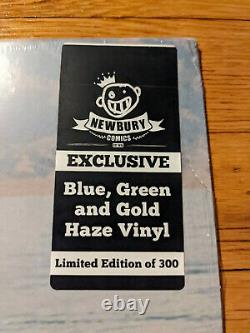 NEWBURY
COMICS
EXCLUSIVE
Blue, Green
and Gold
Haze Vinyl
Limited Edition of 300